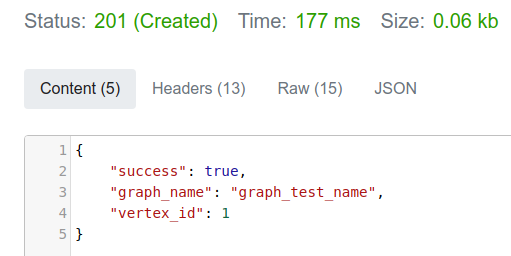 Status: 201 (Created) Time: 177 ms Size: 0.06 kb
Content (5) Headers (13) Raw (15) JSON
1 {
2     "success": true,
3     "graph_name": "graph_test_name",
4     "vertex_id": 1
5 }